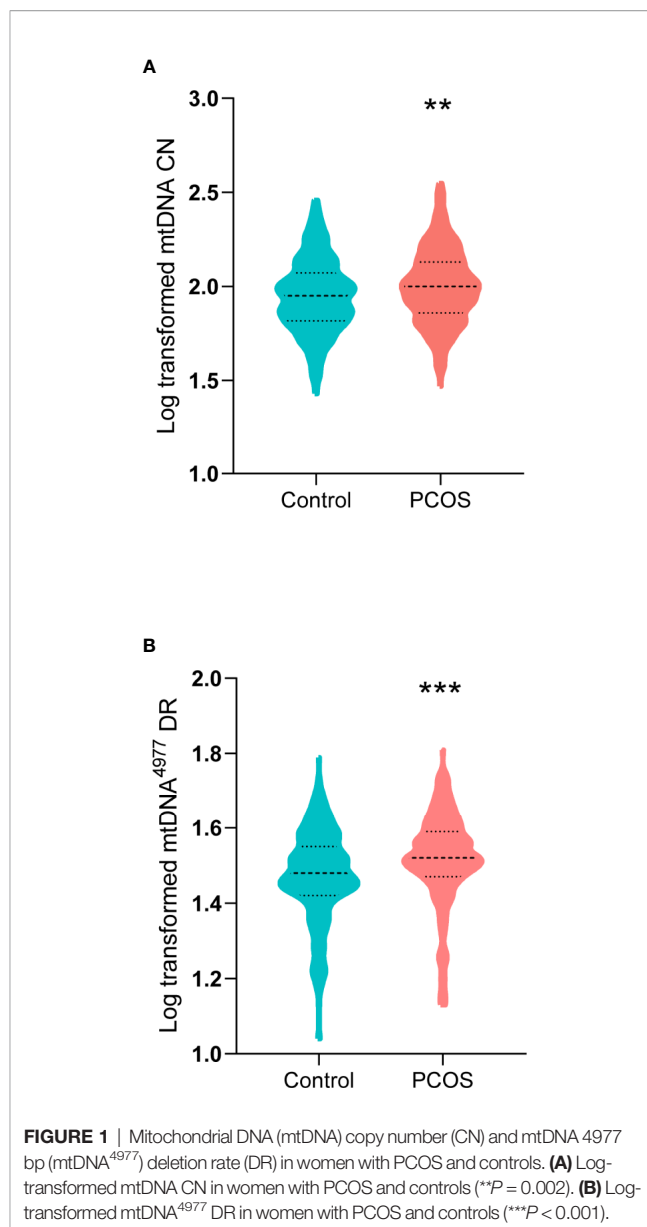 A
Log transformed mtDNA CN
3.0
2.5
2.0
1.5
1.0
**
Control PCOS
B
Log transformed mtDNA⁴⁹⁷⁷ DR
2.0
1.8
1.6
1.4
1.2
1.0
***
Control PCOS
FIGURE 1 | Mitochondrial DNA (mtDNA) copy number (CN) and mtDNA 4977
bp (mtDNA⁴⁹⁷⁷) deletion rate (DR) in women with PCOS and controls. (A) Log-
transformed mtDNA CN in women with PCOS and controls (**P = 0.002). (B) Log-
transformed mtDNA⁴⁹⁷⁷ DR in women with PCOS and controls (***P < 0.001).